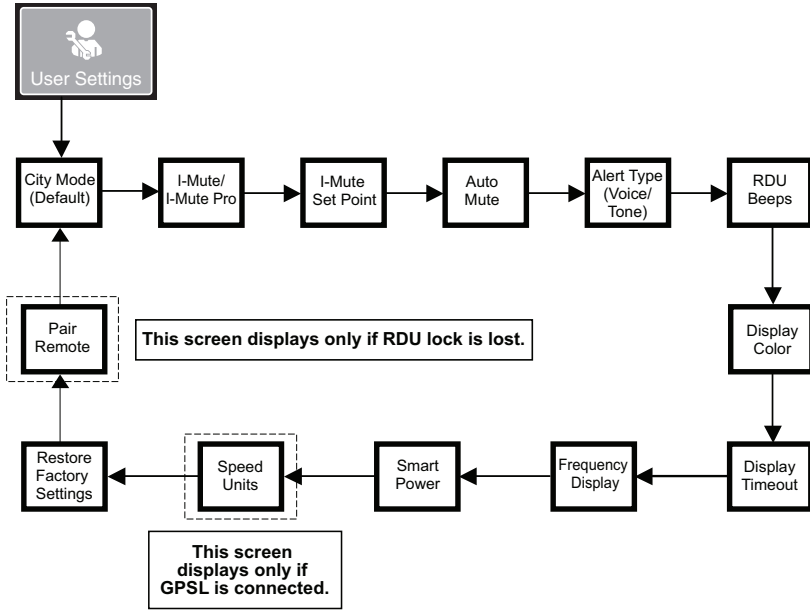 User Settings
City Mode
(Default)
I-Mute/
I-Mute Pro
I-Mute
Set Point
Auto
Mute
Alert Type
(Voice/
Tone)
RDU
Beeps
Pair
Remote
This screen displays only if RDU lock is lost.
Display
Color
Restore
Factory
Settings
Speed
Units
Smart
Power
Frequency
Display
Display
Timeout
This screen
displays only if
GPSL is connected.